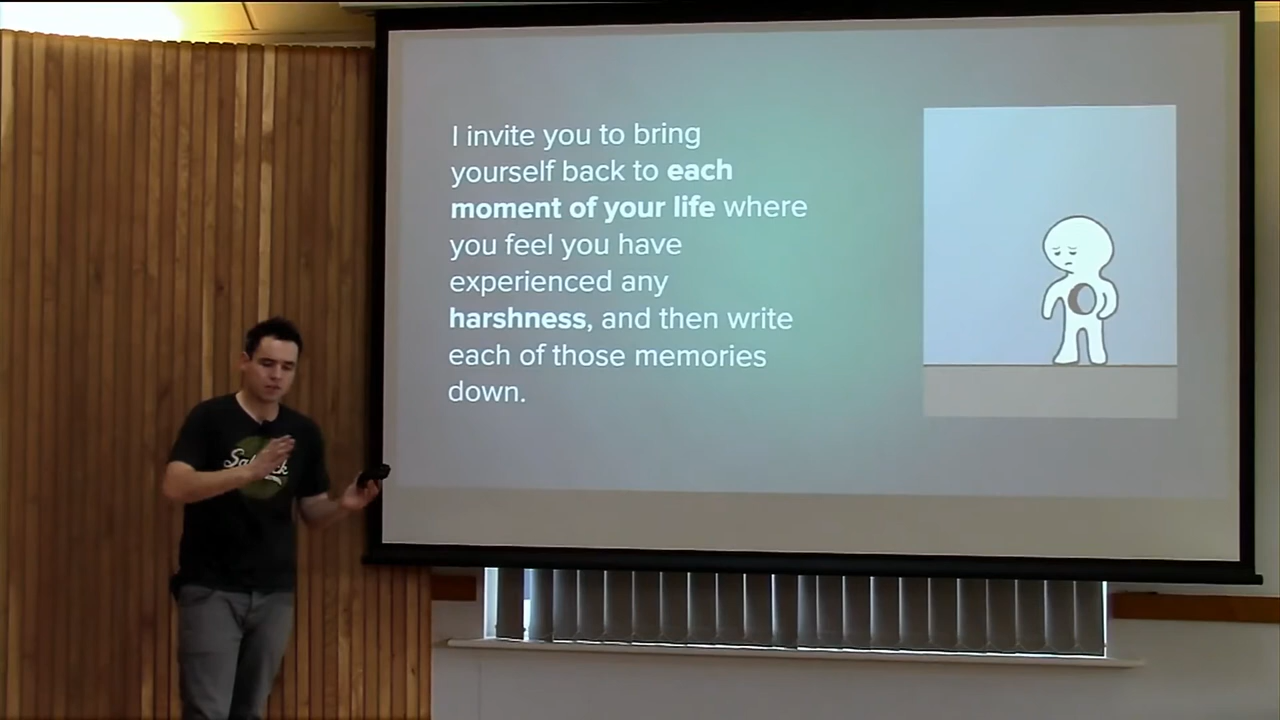 I invite you to bring
yourself back to each
moment of your life where
you feel you have
experienced any
harshness, and then write
each of those memories
down.